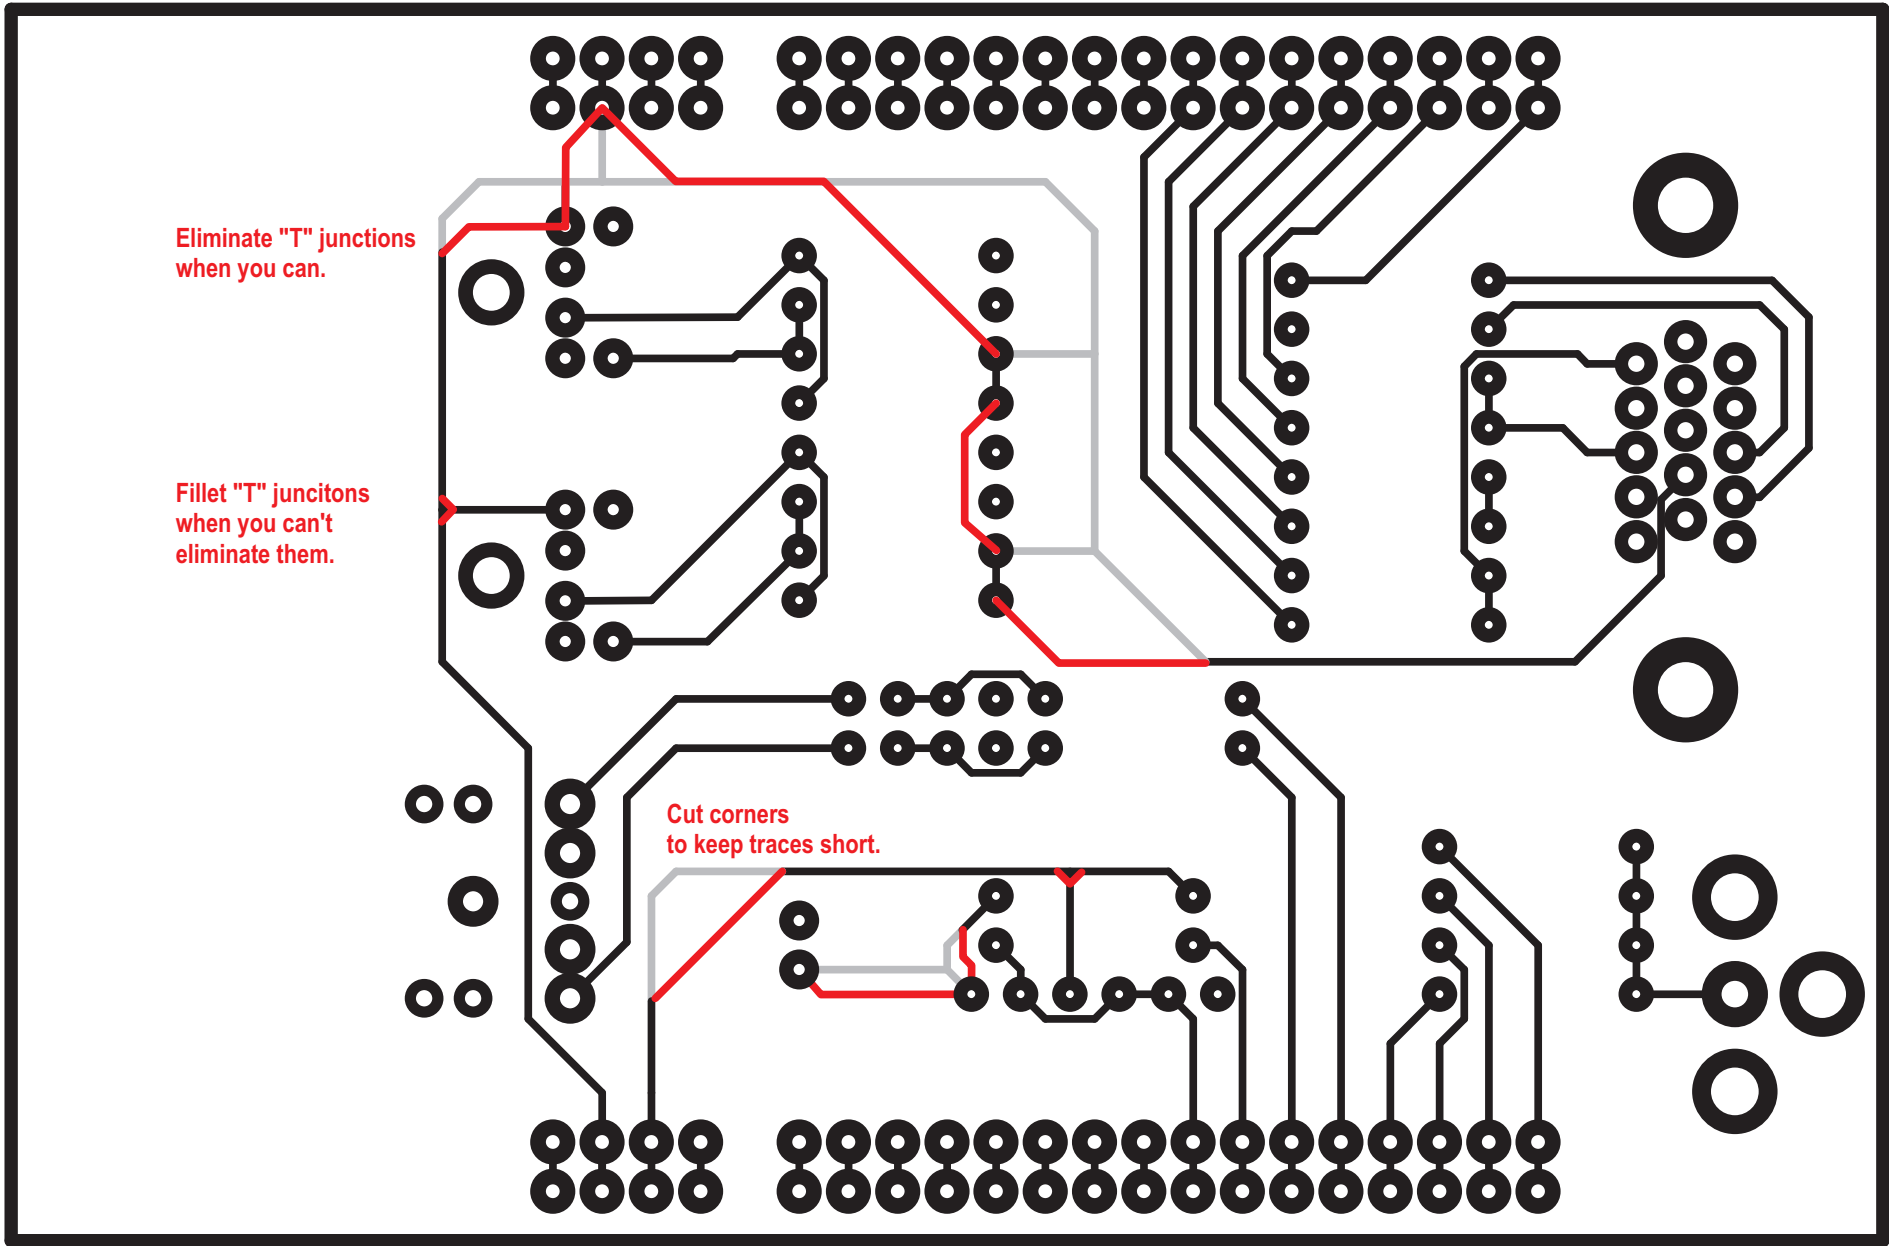 Eliminate "T" junctions
when you can.
Fillet "T" juncitons
when you can't
eliminate them.
Cut corners
to keep traces short.